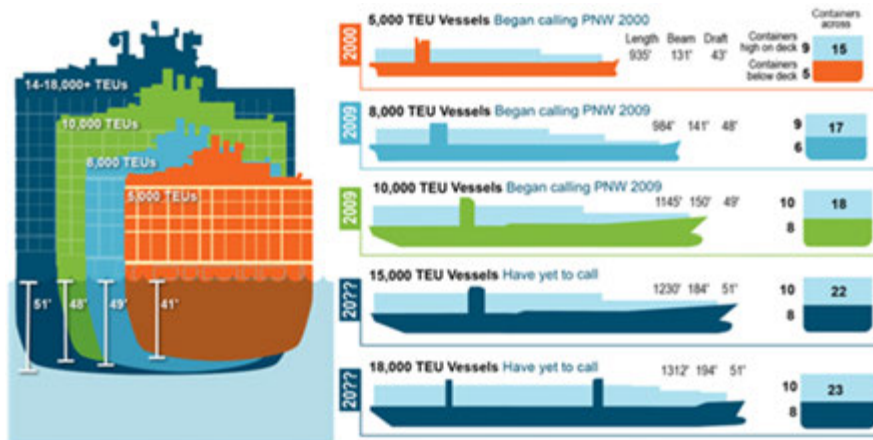 14-18,000+ TEUs
10,000 TEUs
8,000 TEUs
5,000 TEUs
51'
48'
49'
41'
2000
5,000 TEU Vessels Began calling PNW 2000
Length Beam Draft
935' 131' 43'
Containers across
Containers high on deck 9 15
Containers below deck 5
2009
8,000 TEU Vessels Began calling PNW 2009
984' 141' 48'
9 17
6
2009
10,000 TEU Vessels Began calling PNW 2009
1145' 150' 49'
10 18
8
20??
15,000 TEU Vessels Have yet to call
1230' 184' 51'
10 22
8
20??
18,000 TEU Vessels Have yet to call
1312' 194' 51'
10 23
8